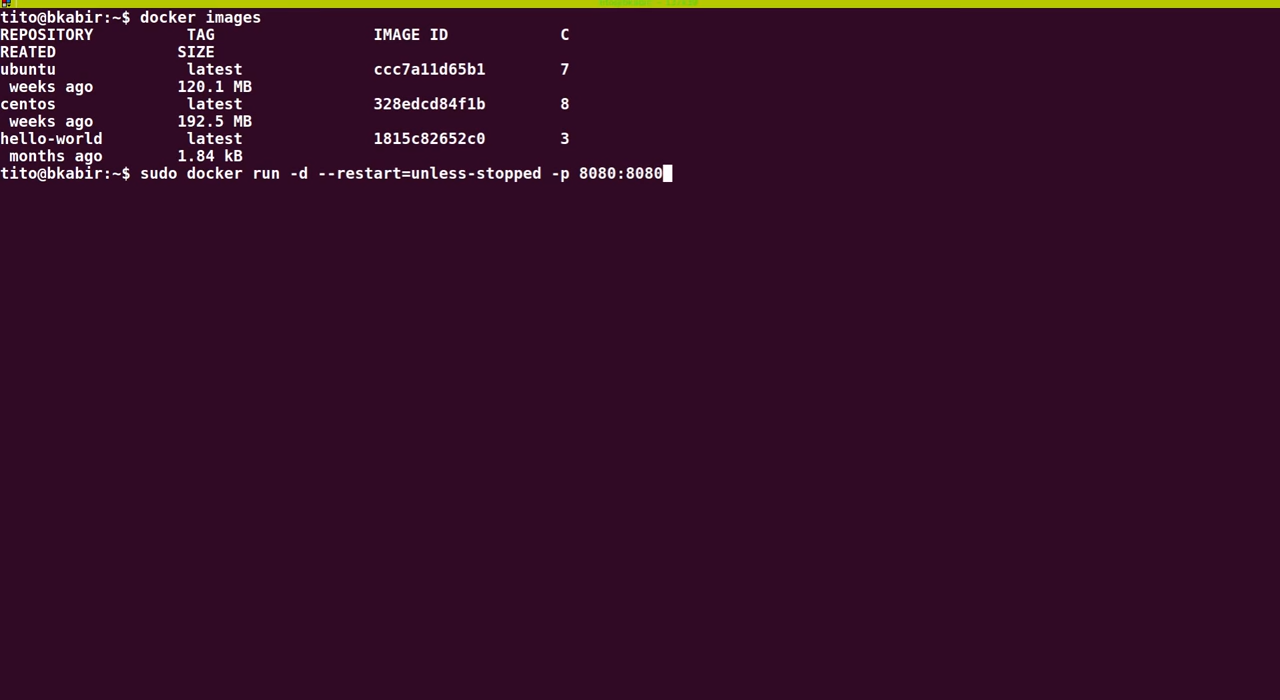 tito@bkabir:~$ docker images
REPOSITORY          TAG                 IMAGE ID            C
REATED             SIZE
ubuntu              latest              ccc7a11d65b1        7
 weeks ago         120.1 MB
centos              latest              328edcd84f1b        8
 weeks ago         192.5 MB
hello-world         latest              1815c82652c0        3
 months ago        1.84 kB
tito@bkabir:~$ sudo docker run -d --restart=unless-stopped -p 8080:8080